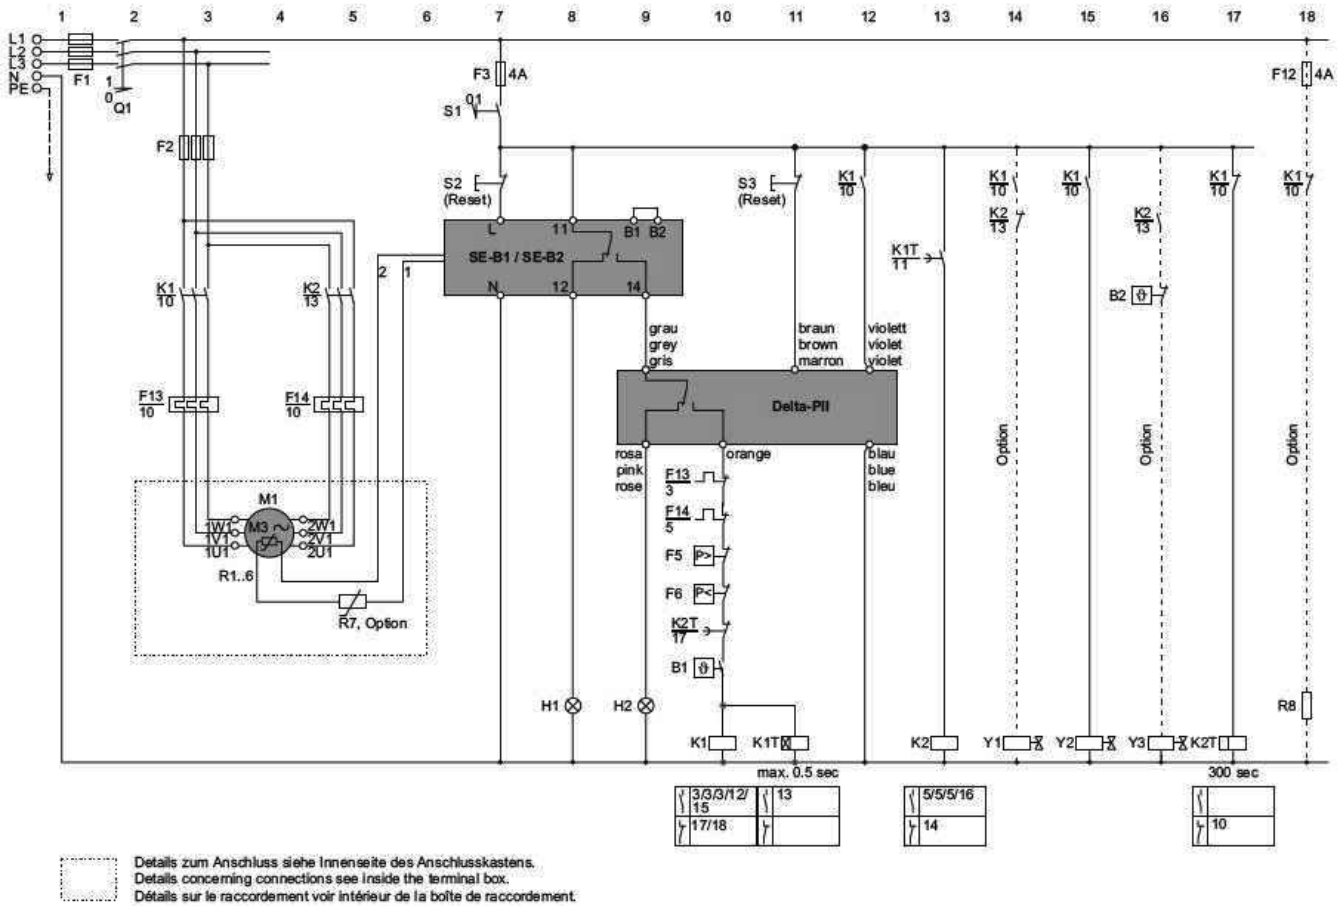 1 2 3 4 5 6 7 8 9 10 11 12 13 14 15 16 17 18
L1
L2
L3
N
PE
F1
1
0
Q1
F3 4A
F12 4A
S1 01
F2
S2
(Reset)
S3
(Reset)
K1
10
K1
10
K2
13
K1
10
K2
13
K1
10
K1
10
L 11 B1 B2
SE-B1 / SE-B2
N 12 14
2 1
K1T
11
B2 ϑ
K1
10
K2
13
grau
grey
gris
braun
brown
marron
violett
violet
violet
Delta-PII
F13
10
F14
10
rosa
pink
rose
orange
blau
blue
bleu
Option
Option
Option
F13
3
F14
5
F5 P>
F6 P<
K2T
17
B1 ϑ
M1
M3
1W1
1V1
1U1
2W1
2V1
2U1
R1..6
R7, Option
H1
H2
R8
K1
K1T
K2
Y1
Y2
Y3
K2T
max. 0.5 sec
300 sec
3/3/3/12/
15
13
17/18
5/5/5/16
14
10
Details zum Anschluss siehe Innenseite des Anschlusskastens.
Details concerning connections see inside the terminal box.
Détails sur le raccordement voir intérieur de la boîte de raccordement.